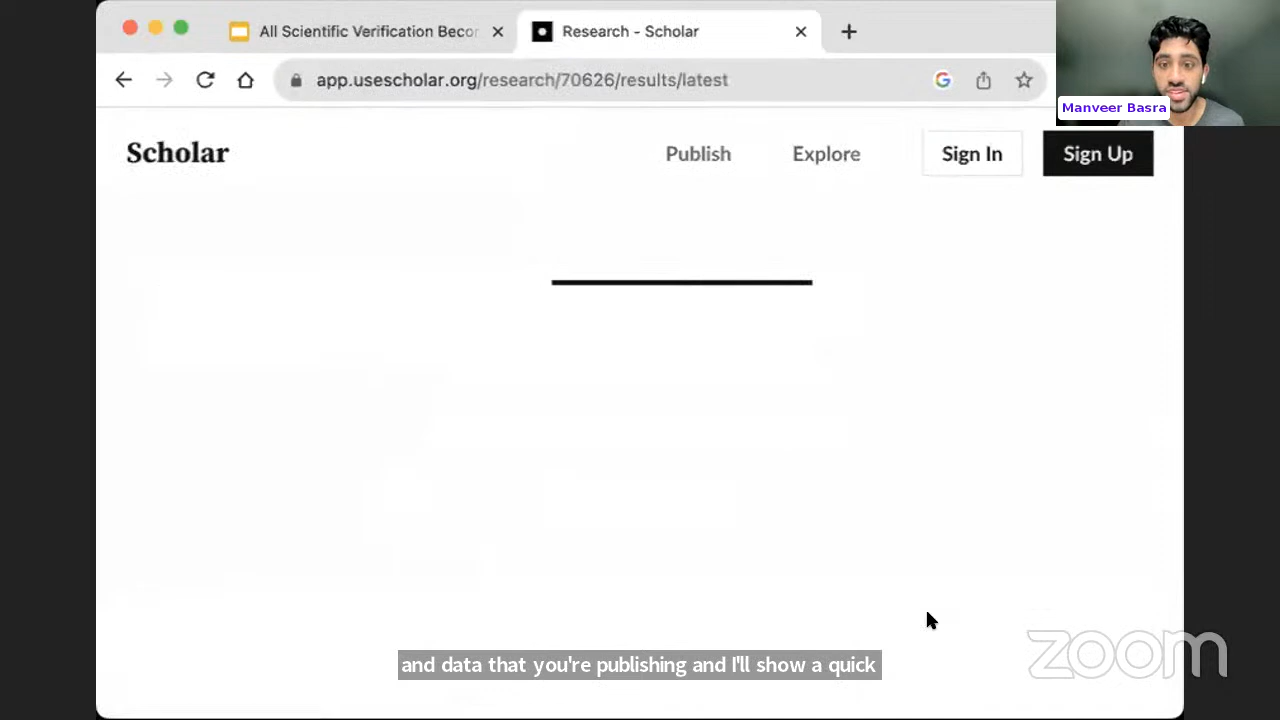 All Scientific Verification Becor
Research - Scholar
app.usescholar.org/research/70626/results/latest
Manveer Basra
Scholar
Publish
Explore
Sign In
Sign Up
and data that you're publishing and I'll show a quick
zoom